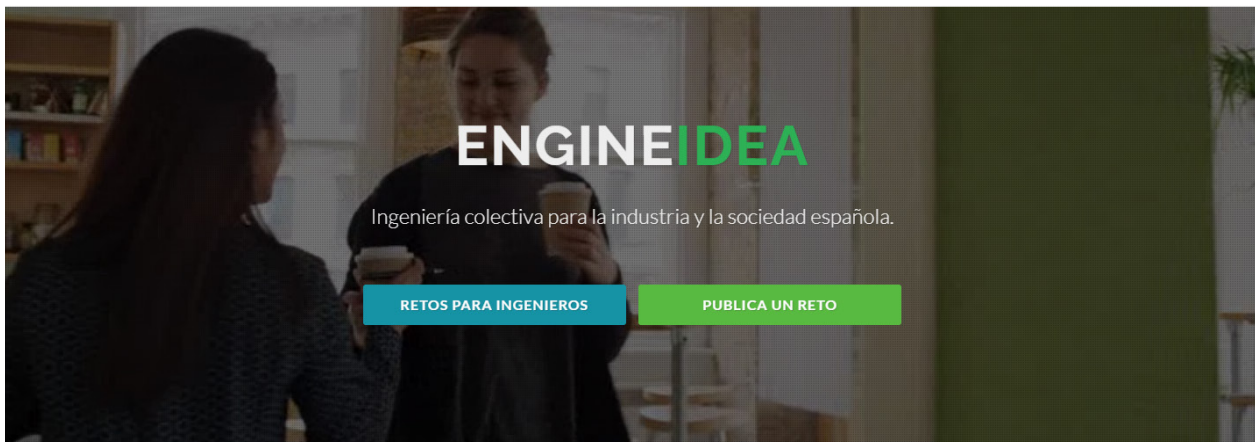 ENGINEIDEA
Ingeniería colectiva para la industria y la sociedad española.
RETOS PARA INGENIEROS
PUBLICA UN RETO